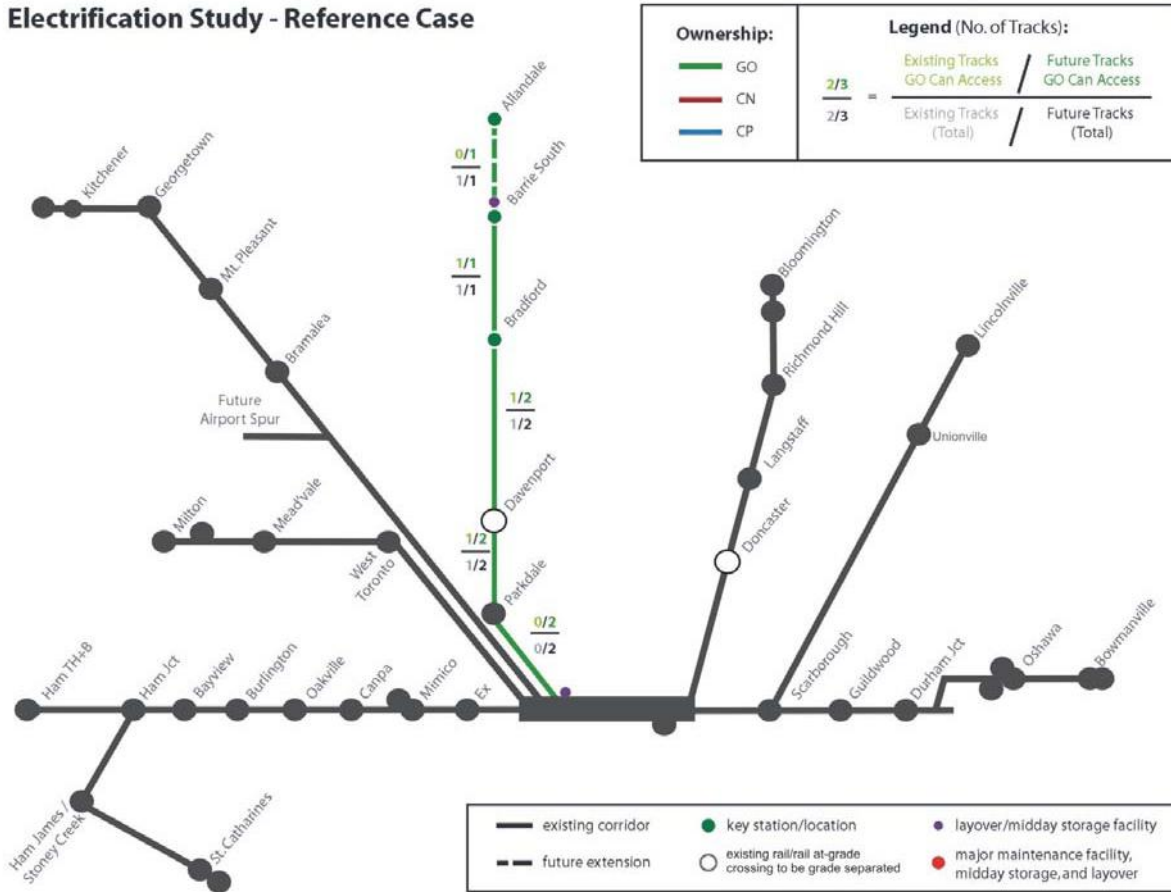 Electrification Study - Reference Case
Ownership:
GO
CN
CP
Legend (No. of Tracks):
2/3
2/3
=
Existing Tracks
GO Can Access
/
Future Tracks
GO Can Access
Existing Tracks
(Total)
/
Future Tracks
(Total)
Allandale
0/1
1/1
Barrie South
1/1
1/1
Bradford
1/2
1/2
Davenport
1/2
1/2
Parkdale
0/2
0/2
Kitchener
Georgetown
Mt. Pleasant
Bramalea
Future
Airport Spur
Milton
Mead'vale
West
Toronto
Bloomington
Richmond Hill
Langstaff
Doncaster
Lincolnville
Unionville
Ham TH+B
Ham Jct
Bayview
Burlington
Oakville
Canpa
Mimico
Ex
Scarborough
Guildwood
Durham Jct
Oshawa
Bowmanville
Ham James /
Stoney Creek
St. Catharines
existing corridor
future extension
key station/location
existing rail/rail at-grade
crossing to be grade separated
layover/midday storage facility
major maintenance facility,
midday storage, and layover